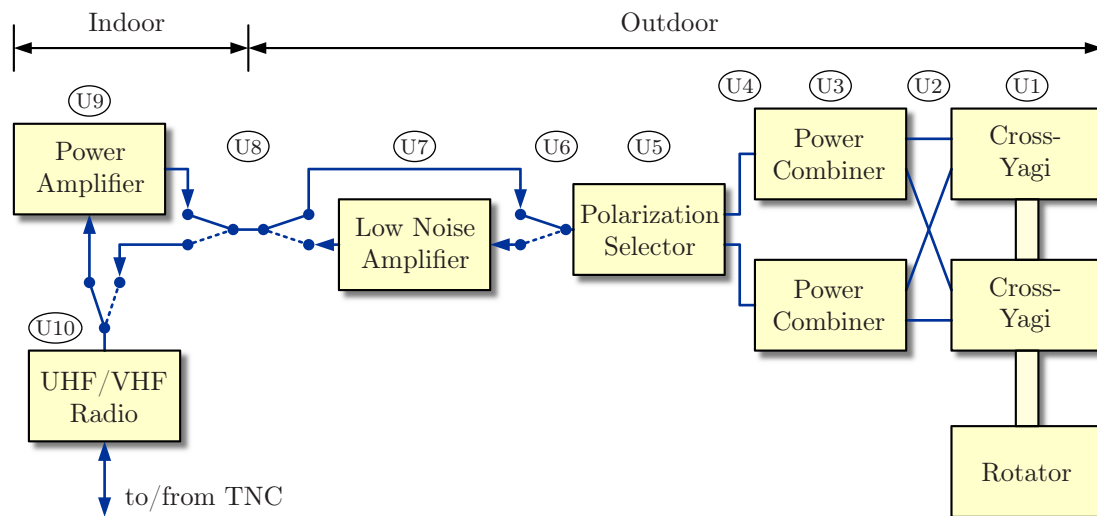 Indoor
Outdoor
U9
U8
U7
U6
U5
U4
U3
U2
U1
Power
Amplifier
Low Noise
Amplifier
Polarization
Selector
Power
Combiner
Cross-
Yagi
Power
Combiner
Cross-
Yagi
U10
UHF/VHF
Radio
Rotator
to/from TNC